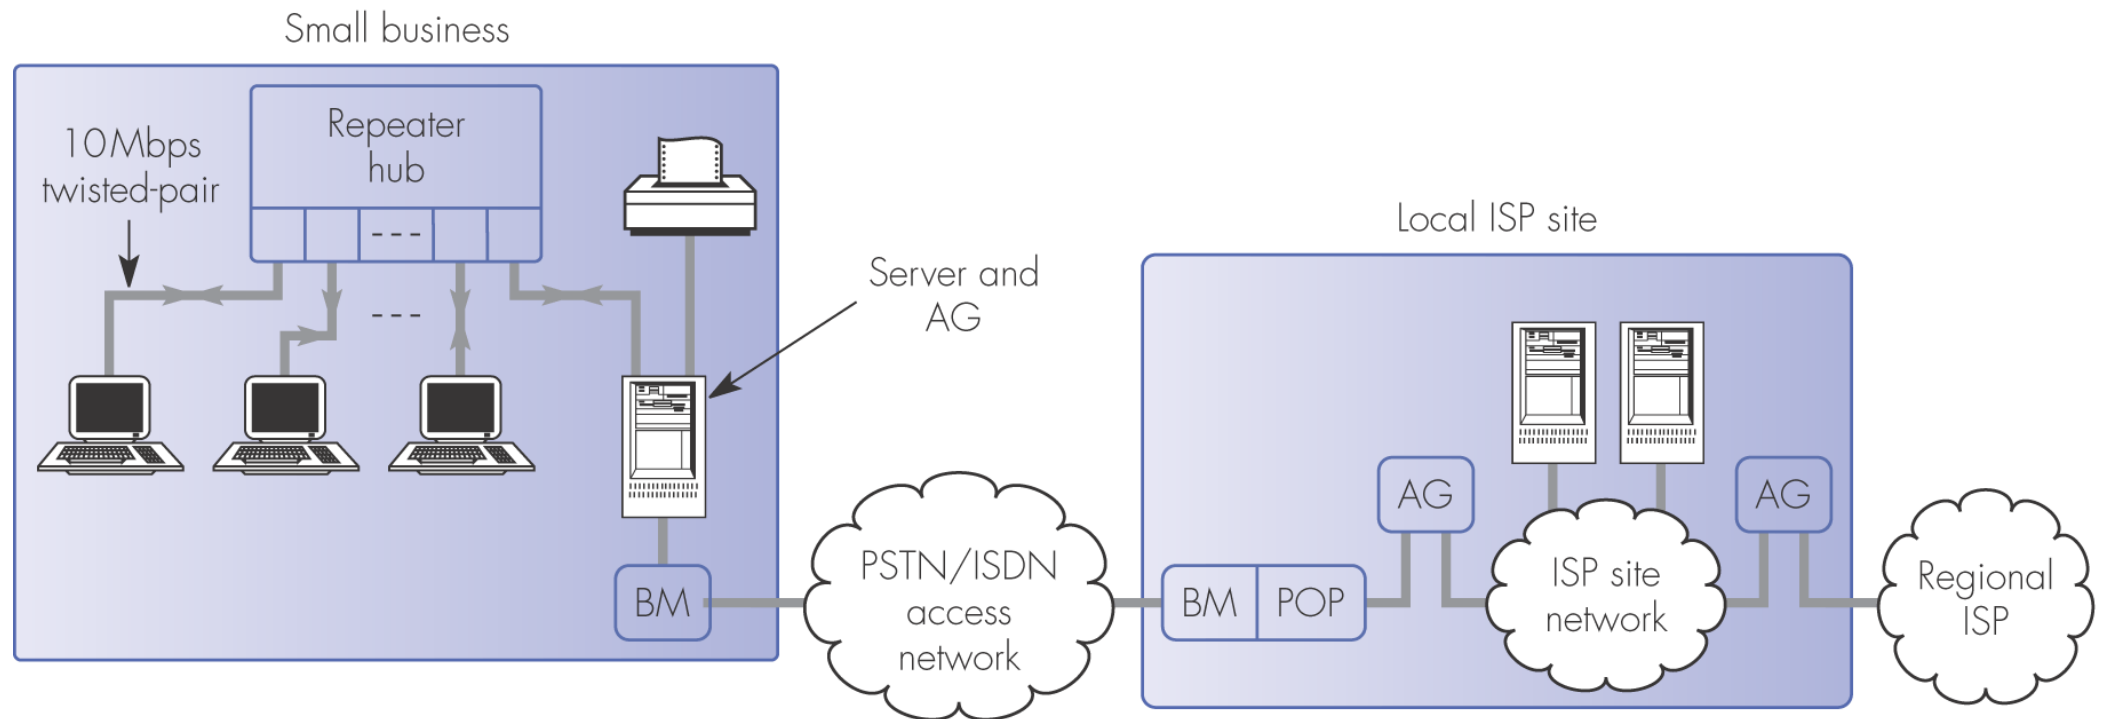 Small business
Repeater
hub
10Mbps
twisted-pair
- - -
- - -
Server and
AG
BM
PSTN/ISDN
access
network
Local ISP site
BM
POP
AG
ISP site
network
AG
Regional
ISP